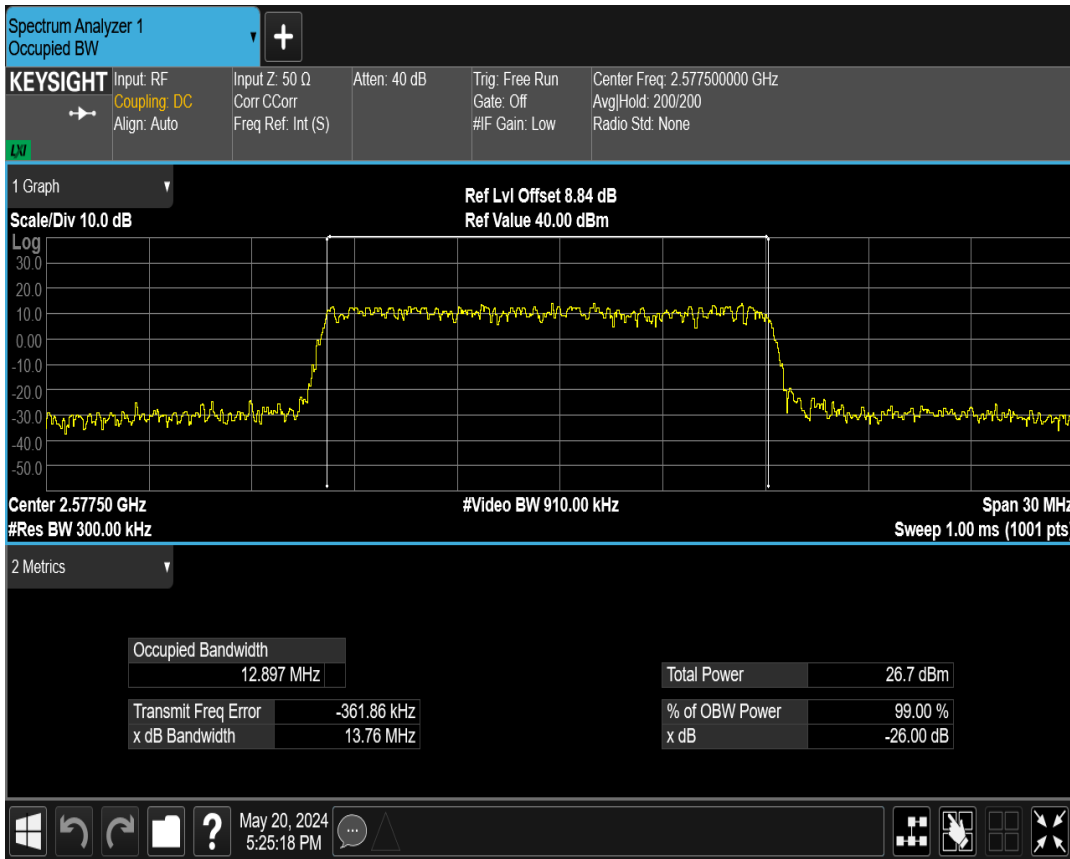 Spectrum Analyzer 1
Occupied BW
+
KEYSIGHT
LXI
Input: RF
Coupling: DC
Align: Auto
Input Z: 50 Ω
Corr CCorr
Freq Ref: Int (S)
Atten: 40 dB
Trig: Free Run
Gate: Off
#IF Gain: Low
Center Freq: 2.577500000 GHz
Avg|Hold: 200/200
Radio Std: None
1 Graph
Scale/Div 10.0 dB
Ref Lvl Offset 8.84 dB
Ref Value 40.00 dBm
Log
30.0
20.0
10.0
0.00
-10.0
-20.0
-30.0
-40.0
-50.0
Center 2.57750 GHz
#Video BW 910.00 kHz
Span 30 MHz
#Res BW 300.00 kHz
Sweep 1.00 ms (1001 pts)
2 Metrics
Occupied Bandwidth
12.897 MHz
Total Power 26.7 dBm
Transmit Freq Error -361.86 kHz
% of OBW Power 99.00 %
x dB Bandwidth 13.76 MHz
x dB -26.00 dB
?
May 20, 2024
5:25:18 PM